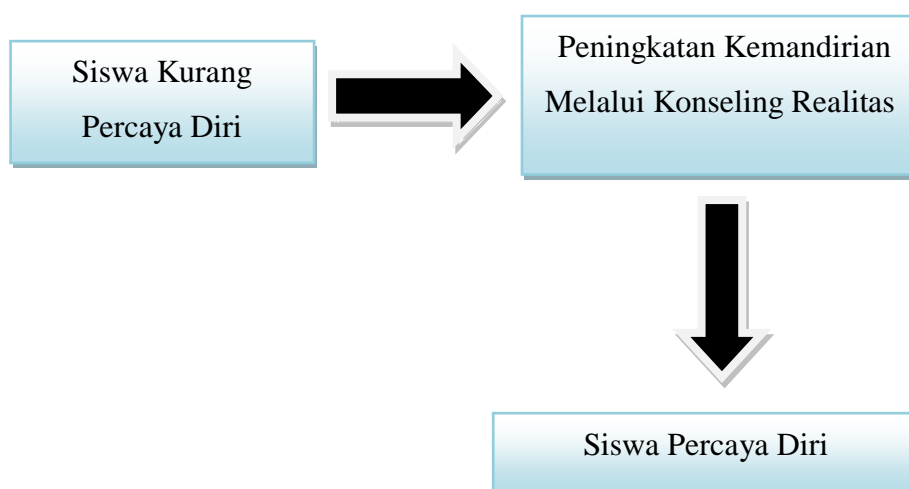 Siswa Kurang
Percaya Diri
Peningkatan Kemandirian
Melalui Konseling Realitas
Siswa Percaya Diri